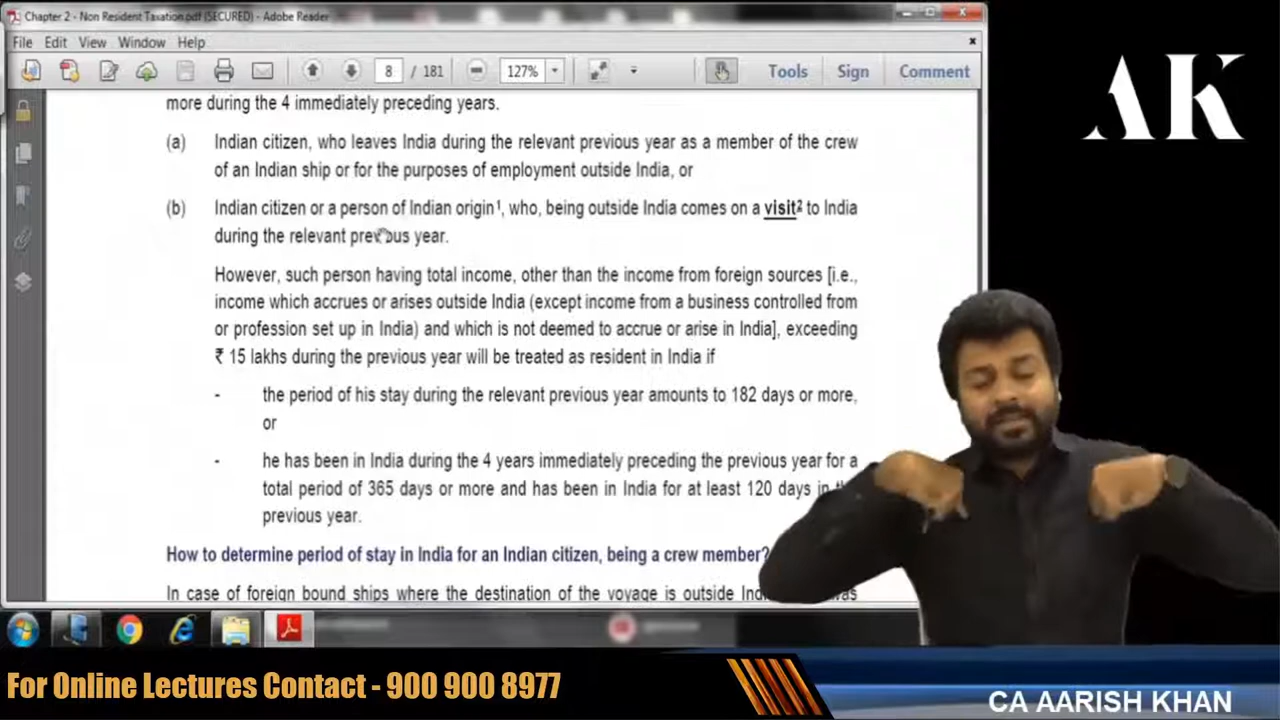 Chapter 2 - Non Resident Taxation.pdf (SECURED) - Adobe Reader
File Edit View Window Help
8 / 181 127% Tools Sign Comment
AK
more during the 4 immediately preceding years.
(a) Indian citizen, who leaves India during the relevant previous year as a member of the crew
of an Indian ship or for the purposes of employment outside India, or
(b) Indian citizen or a person of Indian origin¹, who, being outside India comes on a visit² to India
during the relevant previous year.
However, such person having total income, other than the income from foreign sources [i.e.,
income which accrues or arises outside India (except income from a business controlled from
or profession set up in India) and which is not deemed to accrue or arise in India], exceeding
₹ 15 lakhs during the previous year will be treated as resident in India if
- the period of his stay during the relevant previous year amounts to 182 days or more,
or
- he has been in India during the 4 years immediately preceding the previous year for a
total period of 365 days or more and has been in India for at least 120 days in
previous year.
How to determine period of stay in India for an Indian citizen, being a crew member?
In case of foreign bound ships where the destination of the voyage is outside
For Online Lectures Contact - 900 900 8977
CA AARISH KHAN